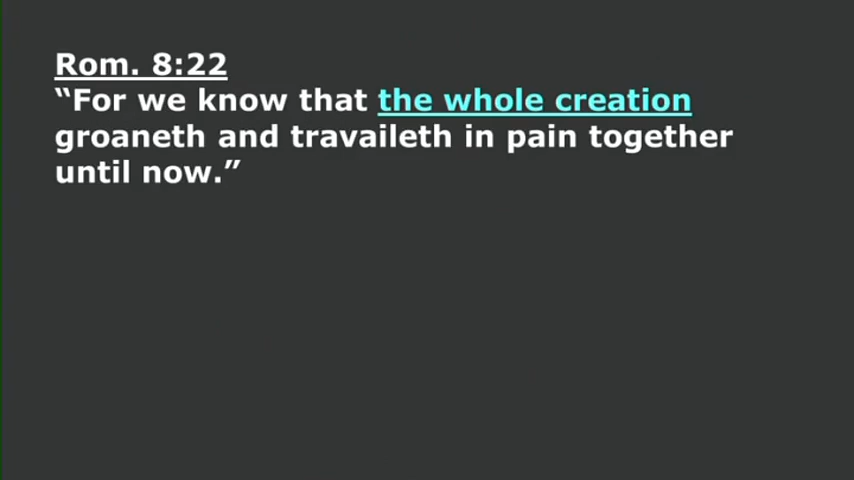 Rom. 8:22
“For we know that the whole creation
groaneth and travaileth in pain together
until now.”